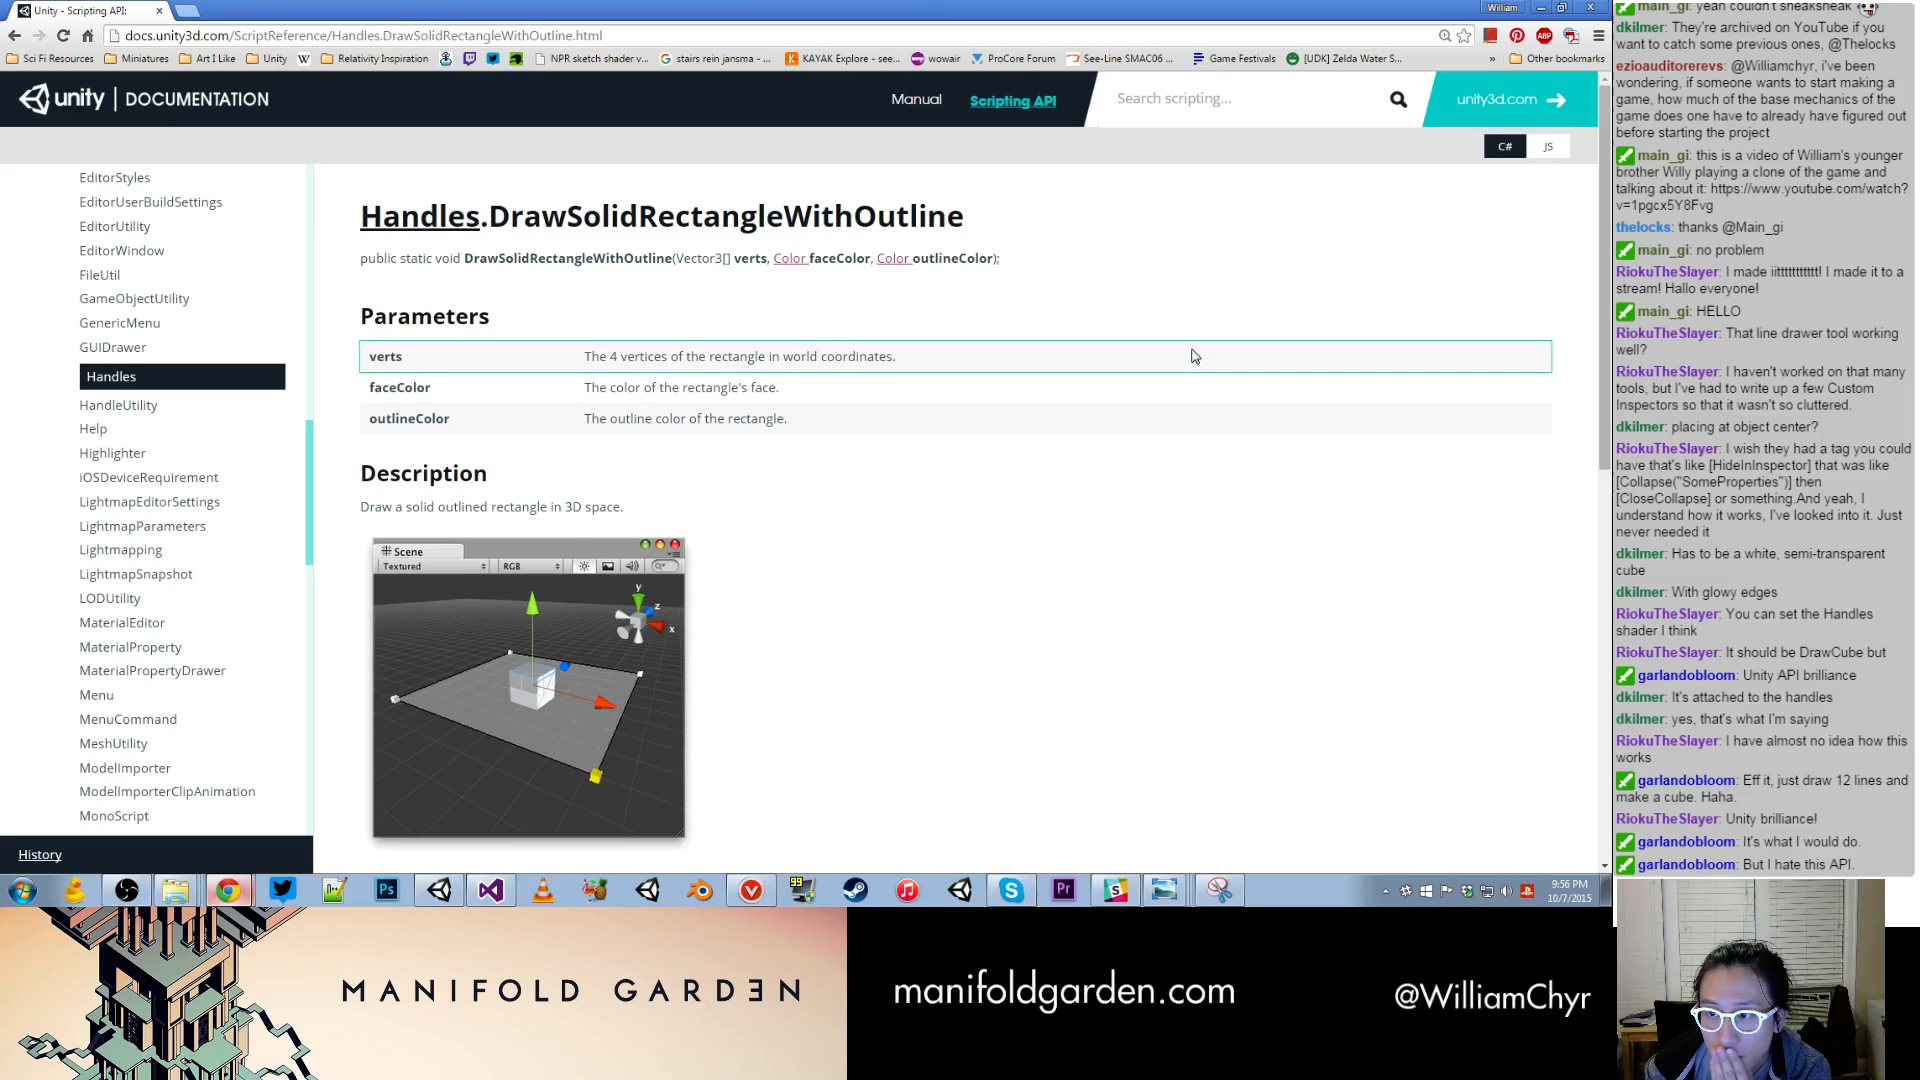 Unity - Scripting API:
William
docs.unity3d.com/ScriptReference/Handles.DrawSolidRectangleWithOutline.html
Sci Fi Resources
Miniatures
Art I Like
Unity
W
Relativity Inspiration
NPR sketch shader v...
stairs rein jansma - ...
KAYAK Explore - see...
wowair
ProCore Forum
See-Line SMAC06 ...
Game Festivals
[UDK] Zelda Water S...
»
Other bookmarks
unity | DOCUMENTATION
Manual
Scripting API
Search scripting...
unity3d.com
C#
JS
EditorStyles
EditorUserBuildSettings
EditorUtility
EditorWindow
FileUtil
GameObjectUtility
GenericMenu
GUIDrawer
Handles
HandleUtility
Help
Highlighter
iOSDeviceRequirement
LightmapEditorSettings
LightmapParameters
Lightmapping
LightmapSnapshot
LODUtility
MaterialEditor
MaterialProperty
MaterialPropertyDrawer
Menu
MenuCommand
MeshUtility
ModelImporter
ModelImporterClipAnimation
MonoScript
History
Handles.DrawSolidRectangleWithOutline
public static void DrawSolidRectangleWithOutline(Vector3[] verts, Color faceColor, Color outlineColor);
Parameters
verts The 4 vertices of the rectangle in world coordinates.
faceColor The color of the rectangle's face.
outlineColor The outline color of the rectangle.
Description
Draw a solid outlined rectangle in 3D space.
Scene
Textured
RGB
y
z
x
main_gi: yeah couldn't sneaksneak
dkilmer: They're archived on YouTube if you
want to catch some previous ones, @Thelocks
ezioauditorerevs: @Williamchyr, i've been
wondering, if someone wants to start making a
game, how much of the base mechanics of the
game does one have to already have figured out
before starting the project
main_gi: this is a video of William's younger
brother Willy playing a clone of the game and
talking about it: https://www.youtube.com/watch?
v=1pgcx5Y8Fvg
thelocks: thanks @Main_gi
main_gi: no problem
RiokuTheSlayer: I made iitttttttttttt! I made it to a
stream! Hallo everyone!
main_gi: HELLO
RiokuTheSlayer: That line drawer tool working
well?
RiokuTheSlayer: I haven't worked on that many
tools, but I've had to write up a few Custom
Inspectors so that it wasn't so cluttered.
dkilmer: placing at object center?
RiokuTheSlayer: I wish they had a tag you could
have that's like [HideInInspector] that was like
[Collapse("SomeProperties")] then
[CloseCollapse] or something.And yeah, I
understand how it works, I've looked into it. Just
never needed it
dkilmer: Has to be a white, semi-transparent
cube
dkilmer: With glowy edges
RiokuTheSlayer: You can set the Handles
shader I think
RiokuTheSlayer: It should be DrawCube but
garlandobloom: Unity API brilliance
dkilmer: It's attached to the handles
dkilmer: yes, that's what I'm saying
RiokuTheSlayer: I have almost no idea how this
works
garlandobloom: Eff it, just draw 12 lines and
make a cube. Haha.
RiokuTheSlayer: Unity brilliance!
garlandobloom: It's what I would do.
garlandobloom: But I hate this API.
Ps
99
Pr
9:56 PM
10/7/2015
MANIFOLD GARDƎN
manifoldgarden.com
@WilliamChyr